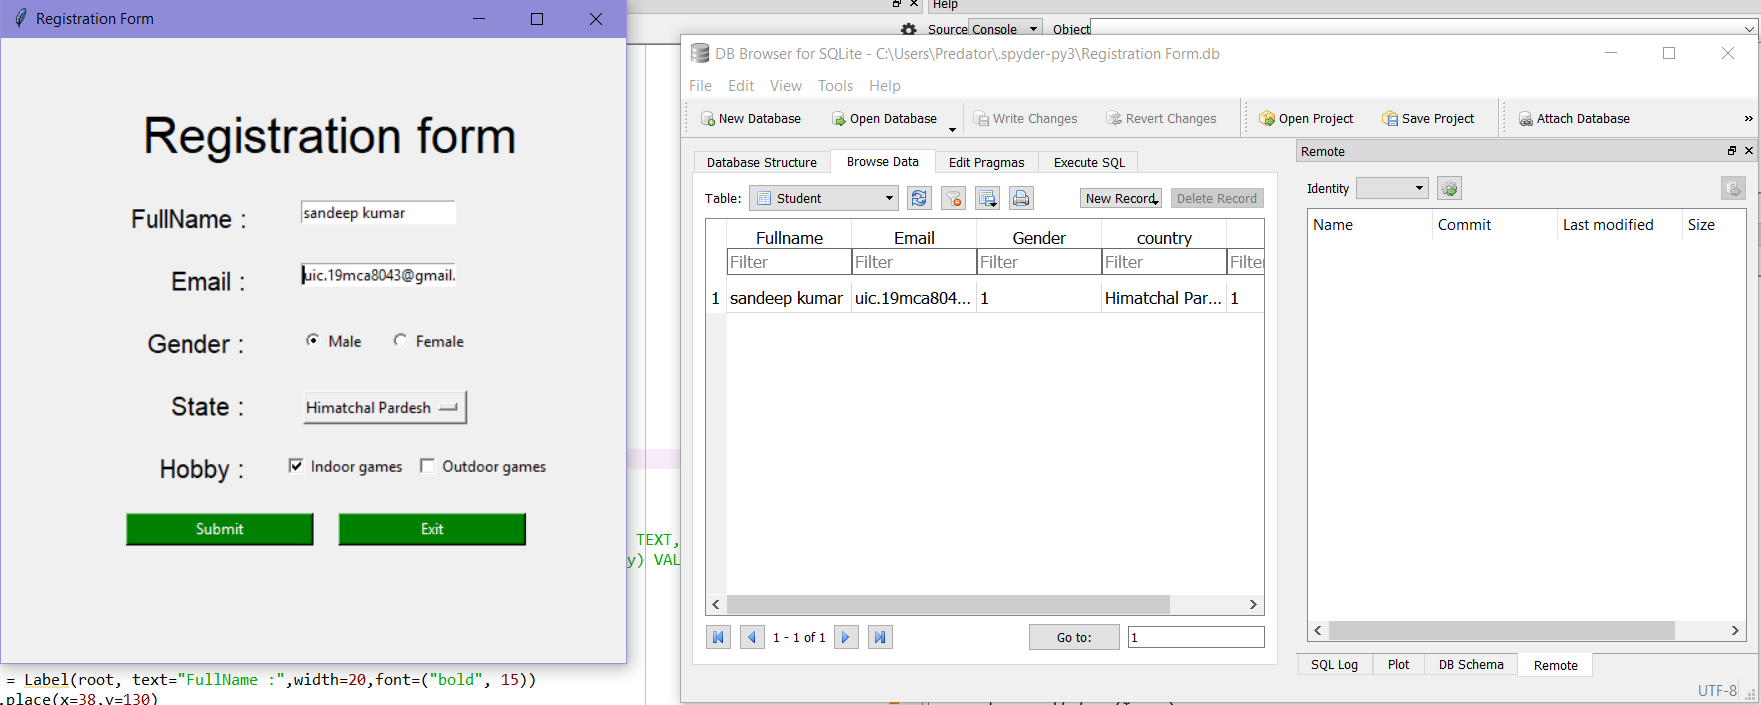 Registration Form
Registration form
FullName :
sandeep kumar
Email :
uic.19mca8043@gmail.
Gender :
Male
Female
State :
Himatchal Pardesh
Hobby :
Indoor games
Outdoor games
Submit
Exit
Help
Source
Console
Object
DB Browser for SQLite - C:\Users\Predator\.spyder-py3\Registration Form.db
File Edit View Tools Help
New Database
Open Database
Write Changes
Revert Changes
Open Project
Save Project
Attach Database
»
Database Structure
Browse Data
Edit Pragmas
Execute SQL
Table:
Student
New Record
Delete Record
Fullname Email Gender country
Filter Filter Filter Filter Filter
1 sandeep kumar uic.19mca804... 1 Himatchal Par... 1
1 - 1 of 1
Go to:
1
Remote
Identity
Name Commit Last modified Size
SQL Log
Plot
DB Schema
Remote
UTF-8
TEXT,
y) VAL
= Label(root, text="FullName :",width=20,font=("bold", 15))
.place(x=38,y=130)